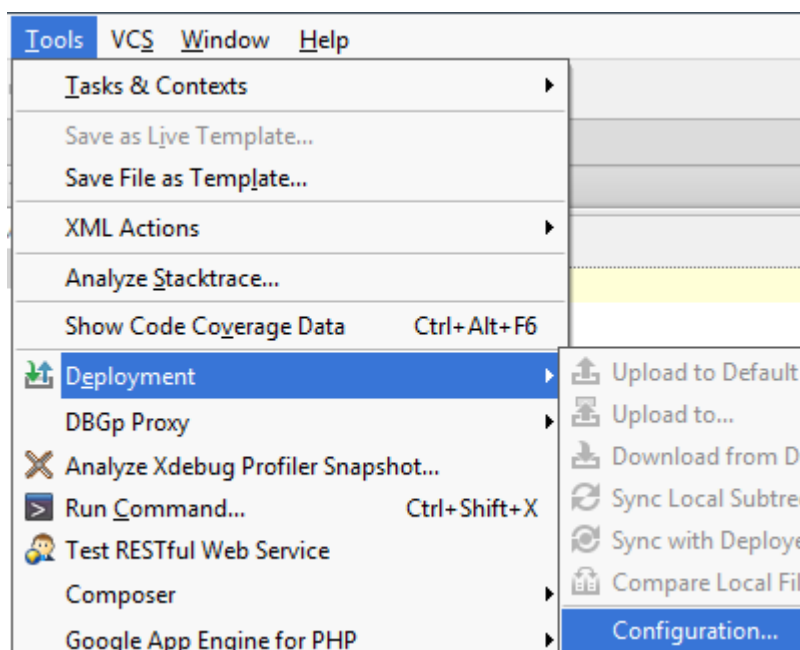 Tools VCS Window Help
Tasks & Contexts
Save as Live Template...
Save File as Template...
XML Actions
Analyze Stacktrace...
Show Code Coverage Data Ctrl+Alt+F6
Deployment
Upload to Default
DBGp Proxy
Upload to...
Analyze Xdebug Profiler Snapshot...
Download from D
Run Command... Ctrl+Shift+X
Sync Local Subtre
Test RESTful Web Service
Sync with Deploye
Composer
Compare Local Fil
Google App Engine for PHP
Configuration...